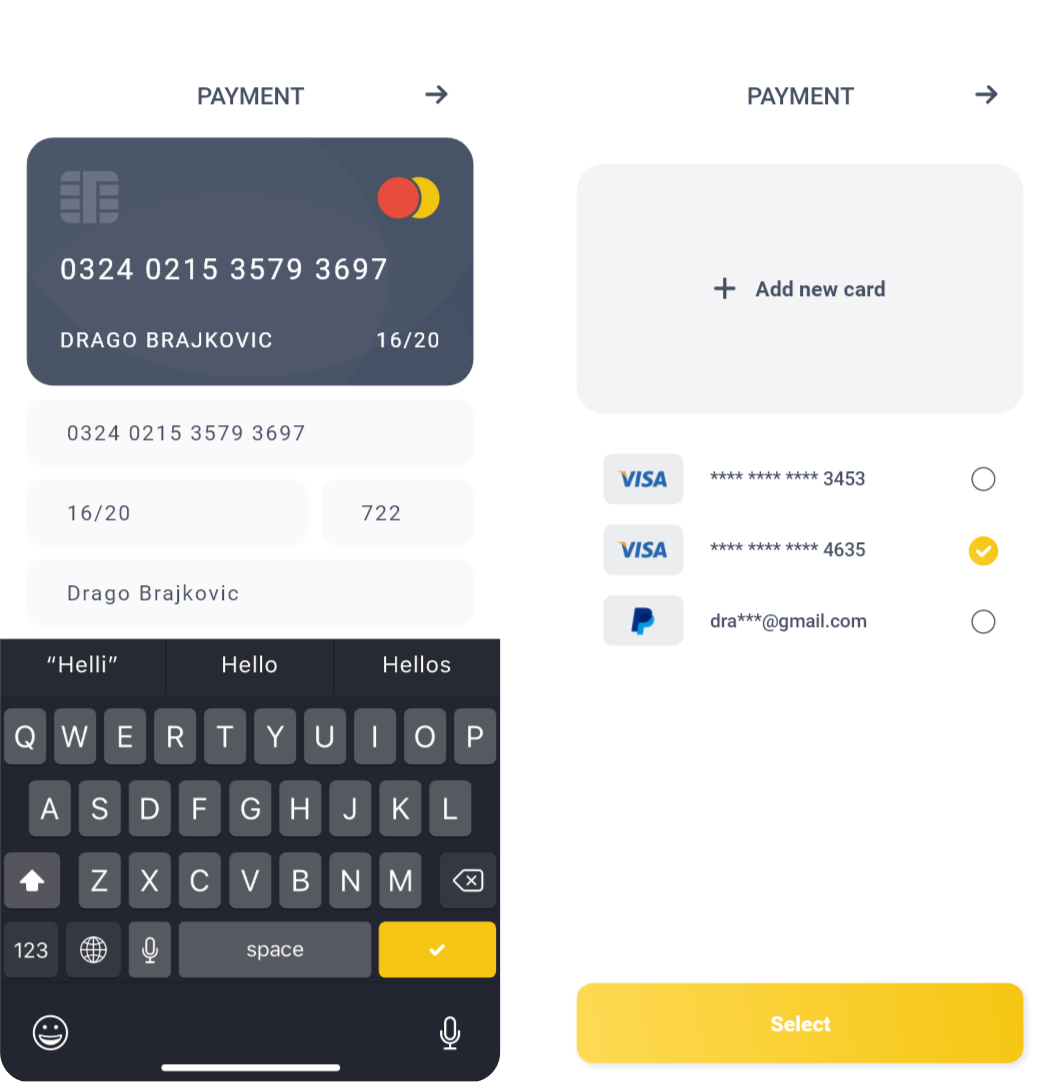 PAYMENT
0324 0215 3579 3697
DRAGO BRAJKOVIC 16/20
0324 0215 3579 3697
16/20 722
Drago Brajkovic
“Helli” Hello Hellos
Q W E R T Y U I O P
A S D F G H J K L
Z X C V B N M
123 space
PAYMENT
Add new card
VISA **** **** **** 3453
VISA **** **** **** 4635
dra***@gmail.com
Select